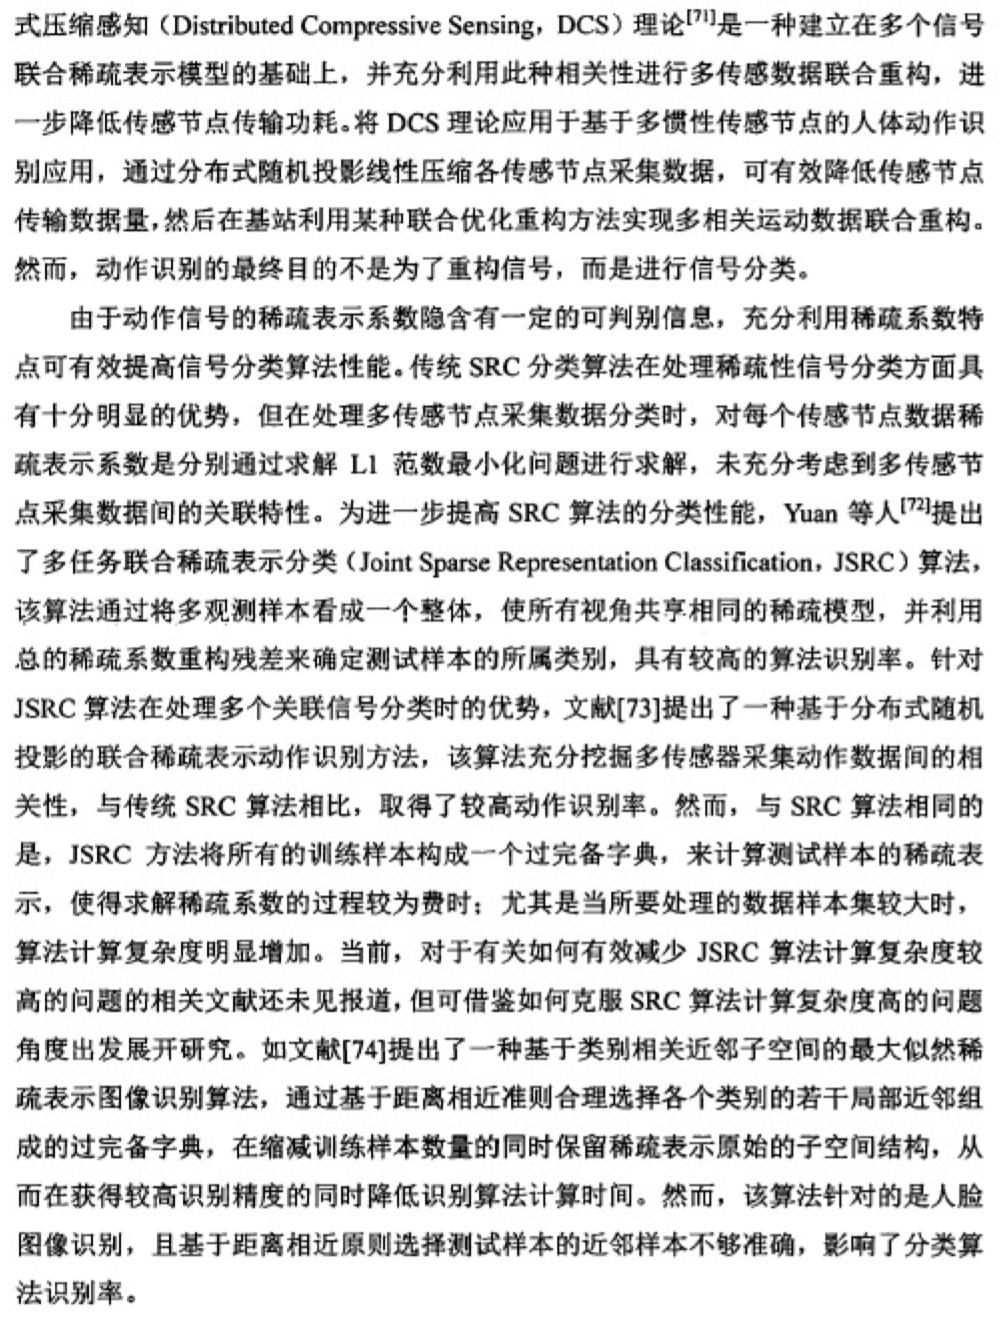 式压缩感知（Distributed Compressive Sensing，DCS）理论[71]是一种建立在多个信号
联合稀疏表示模型的基础上，并充分利用此种相关性进行多传感数据联合重构，进
一步降低传感节点传输功耗。将 DCS 理论应用于基于多惯性传感节点的人体动作识
别应用，通过分布式随机投影线性压缩各传感节点采集数据，可有效降低传感节点
传输数据量，然后在基站利用某种联合优化重构方法实现多相关运动数据联合重构。
然而，动作识别的最终目的不是为了重构信号，而是进行信号分类。
由于动作信号的稀疏表示系数隐含有一定的可判别信息，充分利用稀疏系数特
点可有效提高信号分类算法性能。传统 SRC 分类算法在处理稀疏性信号分类方面具
有十分明显的优势，但在处理多传感节点采集数据分类时，对每个传感节点数据稀
疏表示系数是分别通过求解 L1 范数最小化问题进行求解，未充分考虑到多传感节
点采集数据间的关联特性。为进一步提高 SRC 算法的分类性能，Yuan 等人[72]提出
了多任务联合稀疏表示分类（Joint Sparse Representation Classification，JSRC）算法，
该算法通过将多观测样本看成一个整体，使所有视角共享相同的稀疏模型，并利用
总的稀疏系数重构残差来确定测试样本的所属类别，具有较高的算法识别率。针对
JSRC 算法在处理多个关联信号分类时的优势，文献[73]提出了一种基于分布式随机
投影的联合稀疏表示动作识别方法，该算法充分挖掘多传感器采集动作数据间的相
关性，与传统 SRC 算法相比，取得了较高动作识别率。然而，与 SRC 算法相同的
是，JSRC 方法将所有的训练样本构成一个过完备字典，来计算测试样本的稀疏表
示，使得求解稀疏系数的过程较为费时；尤其是当所要处理的数据样本集较大时，
算法计算复杂度明显增加。当前，对于有关如何有效减少 JSRC 算法计算复杂度较
高的问题的相关文献还未见报道，但可借鉴如何克服 SRC 算法计算复杂度高的问题
角度出发展开研究。如文献[74]提出了一种基于类别相关近邻子空间的最大似然稀
疏表示图像识别算法，通过基于距离相近准则合理选择各个类别的若干局部近邻组
成的过完备字典，在缩减训练样本数量的同时保留稀疏表示原始的子空间结构，从
而在获得较高识别精度的同时降低识别算法计算时间。然而，该算法针对的是人脸
图像识别，且基于距离相近原则选择测试样本的近邻样本不够准确，影响了分类算
法识别率。